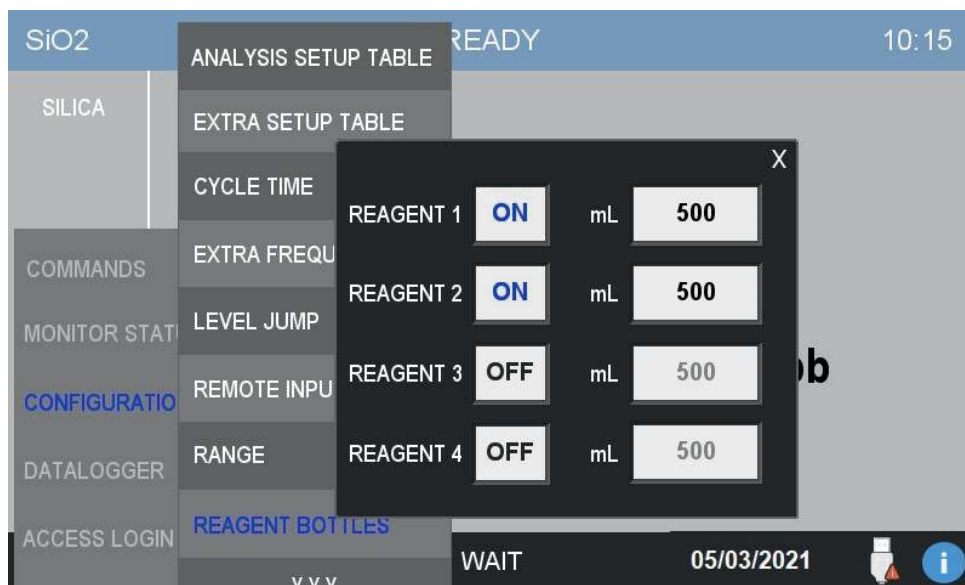 SiO2
READY
10:15
SILICA
COMMANDS
MONITOR STAT
CONFIGURATIO
DATALOGGER
ACCESS LOGIN
ANALYSIS SETUP TABLE
EXTRA SETUP TABLE
CYCLE TIME
EXTRA FREQU
LEVEL JUMP
REMOTE INPU
RANGE
REAGENT BOTTLES
X
REAGENT 1 ON mL 500
REAGENT 2 ON mL 500
REAGENT 3 OFF mL 500
REAGENT 4 OFF mL 500
b
WAIT
05/03/2021
i